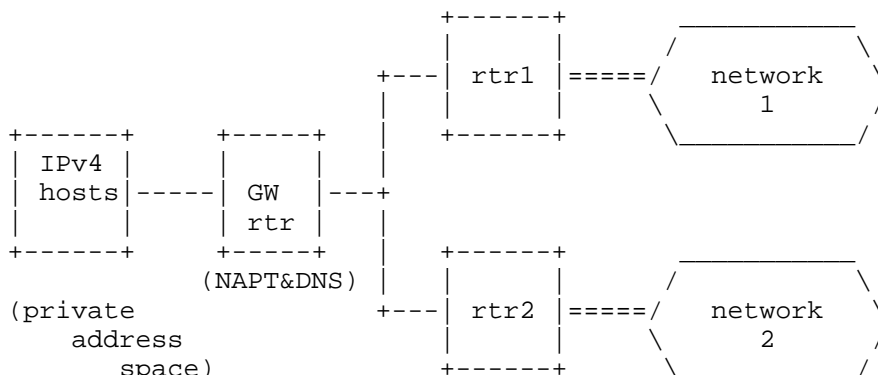 rtr1
network
1
IPv4
hosts
GW
rtr
(NAPT&DNS)
(private
address
space)
rtr2
network
2